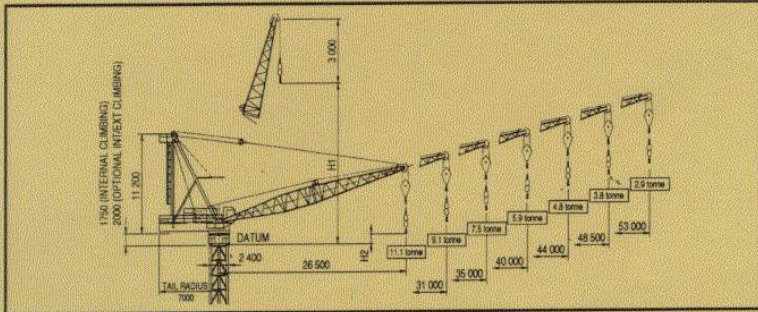 3 000
1750 (INTERNAL CLIMBING)
2000 (OPTIONAL INT/EXT CLIMBING)
11 200
H1
DATUM
H2
2 400
26 500
TAIL RADIUS
7000
11.1 tonne
9.1 tonne
7.5 tonne
5.9 tonne
4.8 tonne
3.8 tonne
2.9 tonne
31 000
35 000
40 000
44 000
48 500
53 000